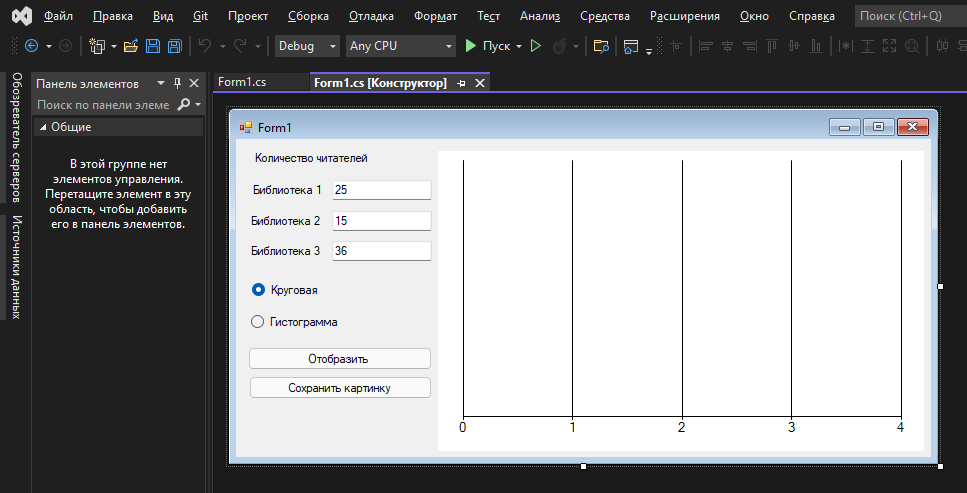 Файл Правка Вид Git Проект Сборка Отладка Формат Тест Анализ Средства Расширения Окно Справка Поиск (Ctrl+Q)
Debug Any CPU Пуск
Обозреватель серверов
Источники данных
Панель элементов
Поиск по панели элеме
Общие
В этой группе нет
элементов управления.
Перетащите элемент в эту
область, чтобы добавить
его в панель элементов.
Form1.cs Form1.cs [Конструктор]
Form1
Количество читателей
Библиотека 1 25
Библиотека 2 15
Библиотека 3 36
Круговая
Гистограмма
Отобразить
Сохранить картинку
0 1 2 3 4